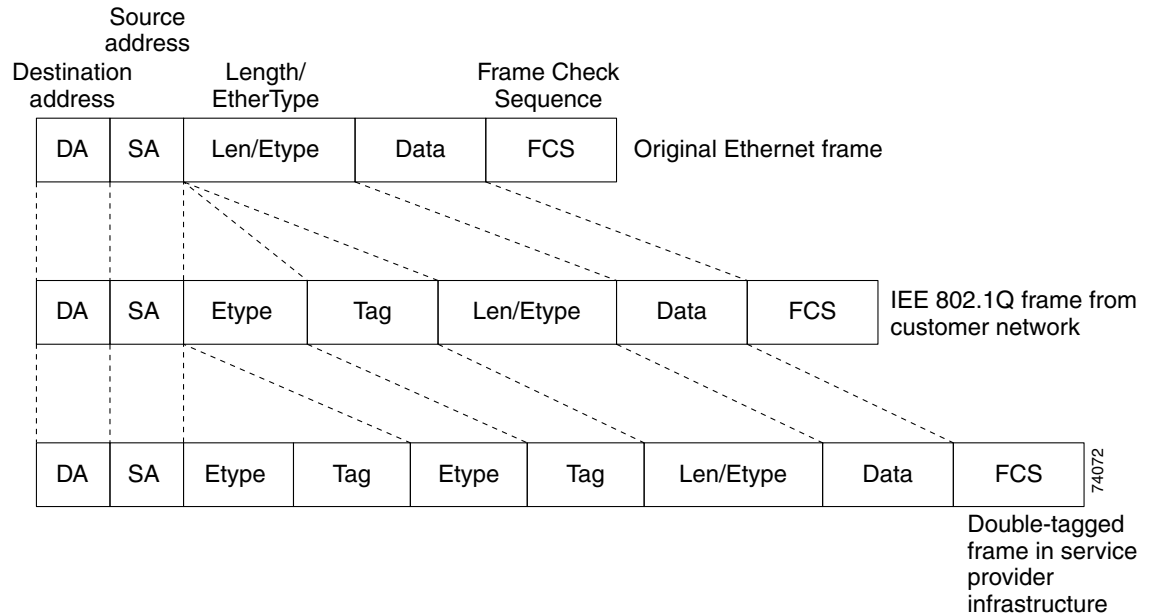 Source
address
Destination
address
Length/
EtherType
Frame Check
Sequence
DA SA Len/Etype Data FCS Original Ethernet frame
DA SA Etype Tag Len/Etype Data FCS
IEE 802.1Q frame from
customer network
DA SA Etype Tag Etype Tag Len/Etype Data FCS
74072
Double-tagged
frame in service
provider
infrastructure